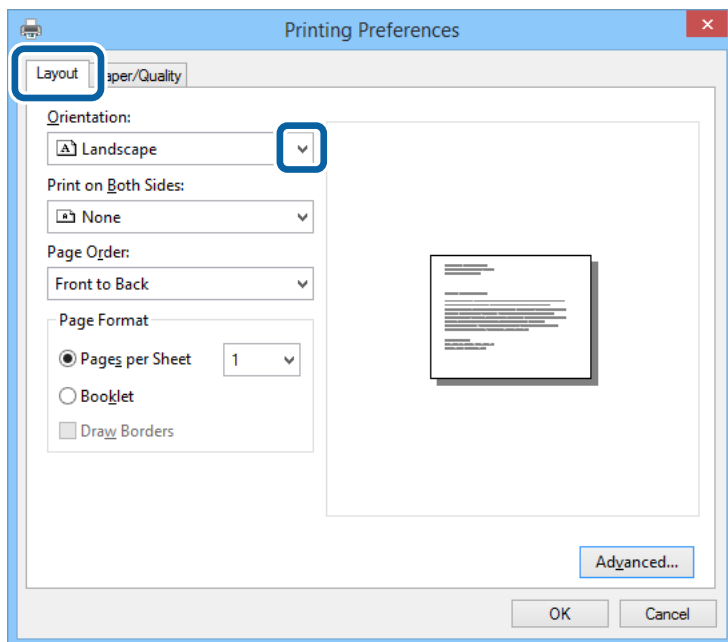 Printing Preferences
Layout
aper/Quality
Orientation:
Landscape
Print on Both Sides:
None
Page Order:
Front to Back
Page Format
Pages per Sheet 1
Booklet
Draw Borders
Advanced...
OK Cancel